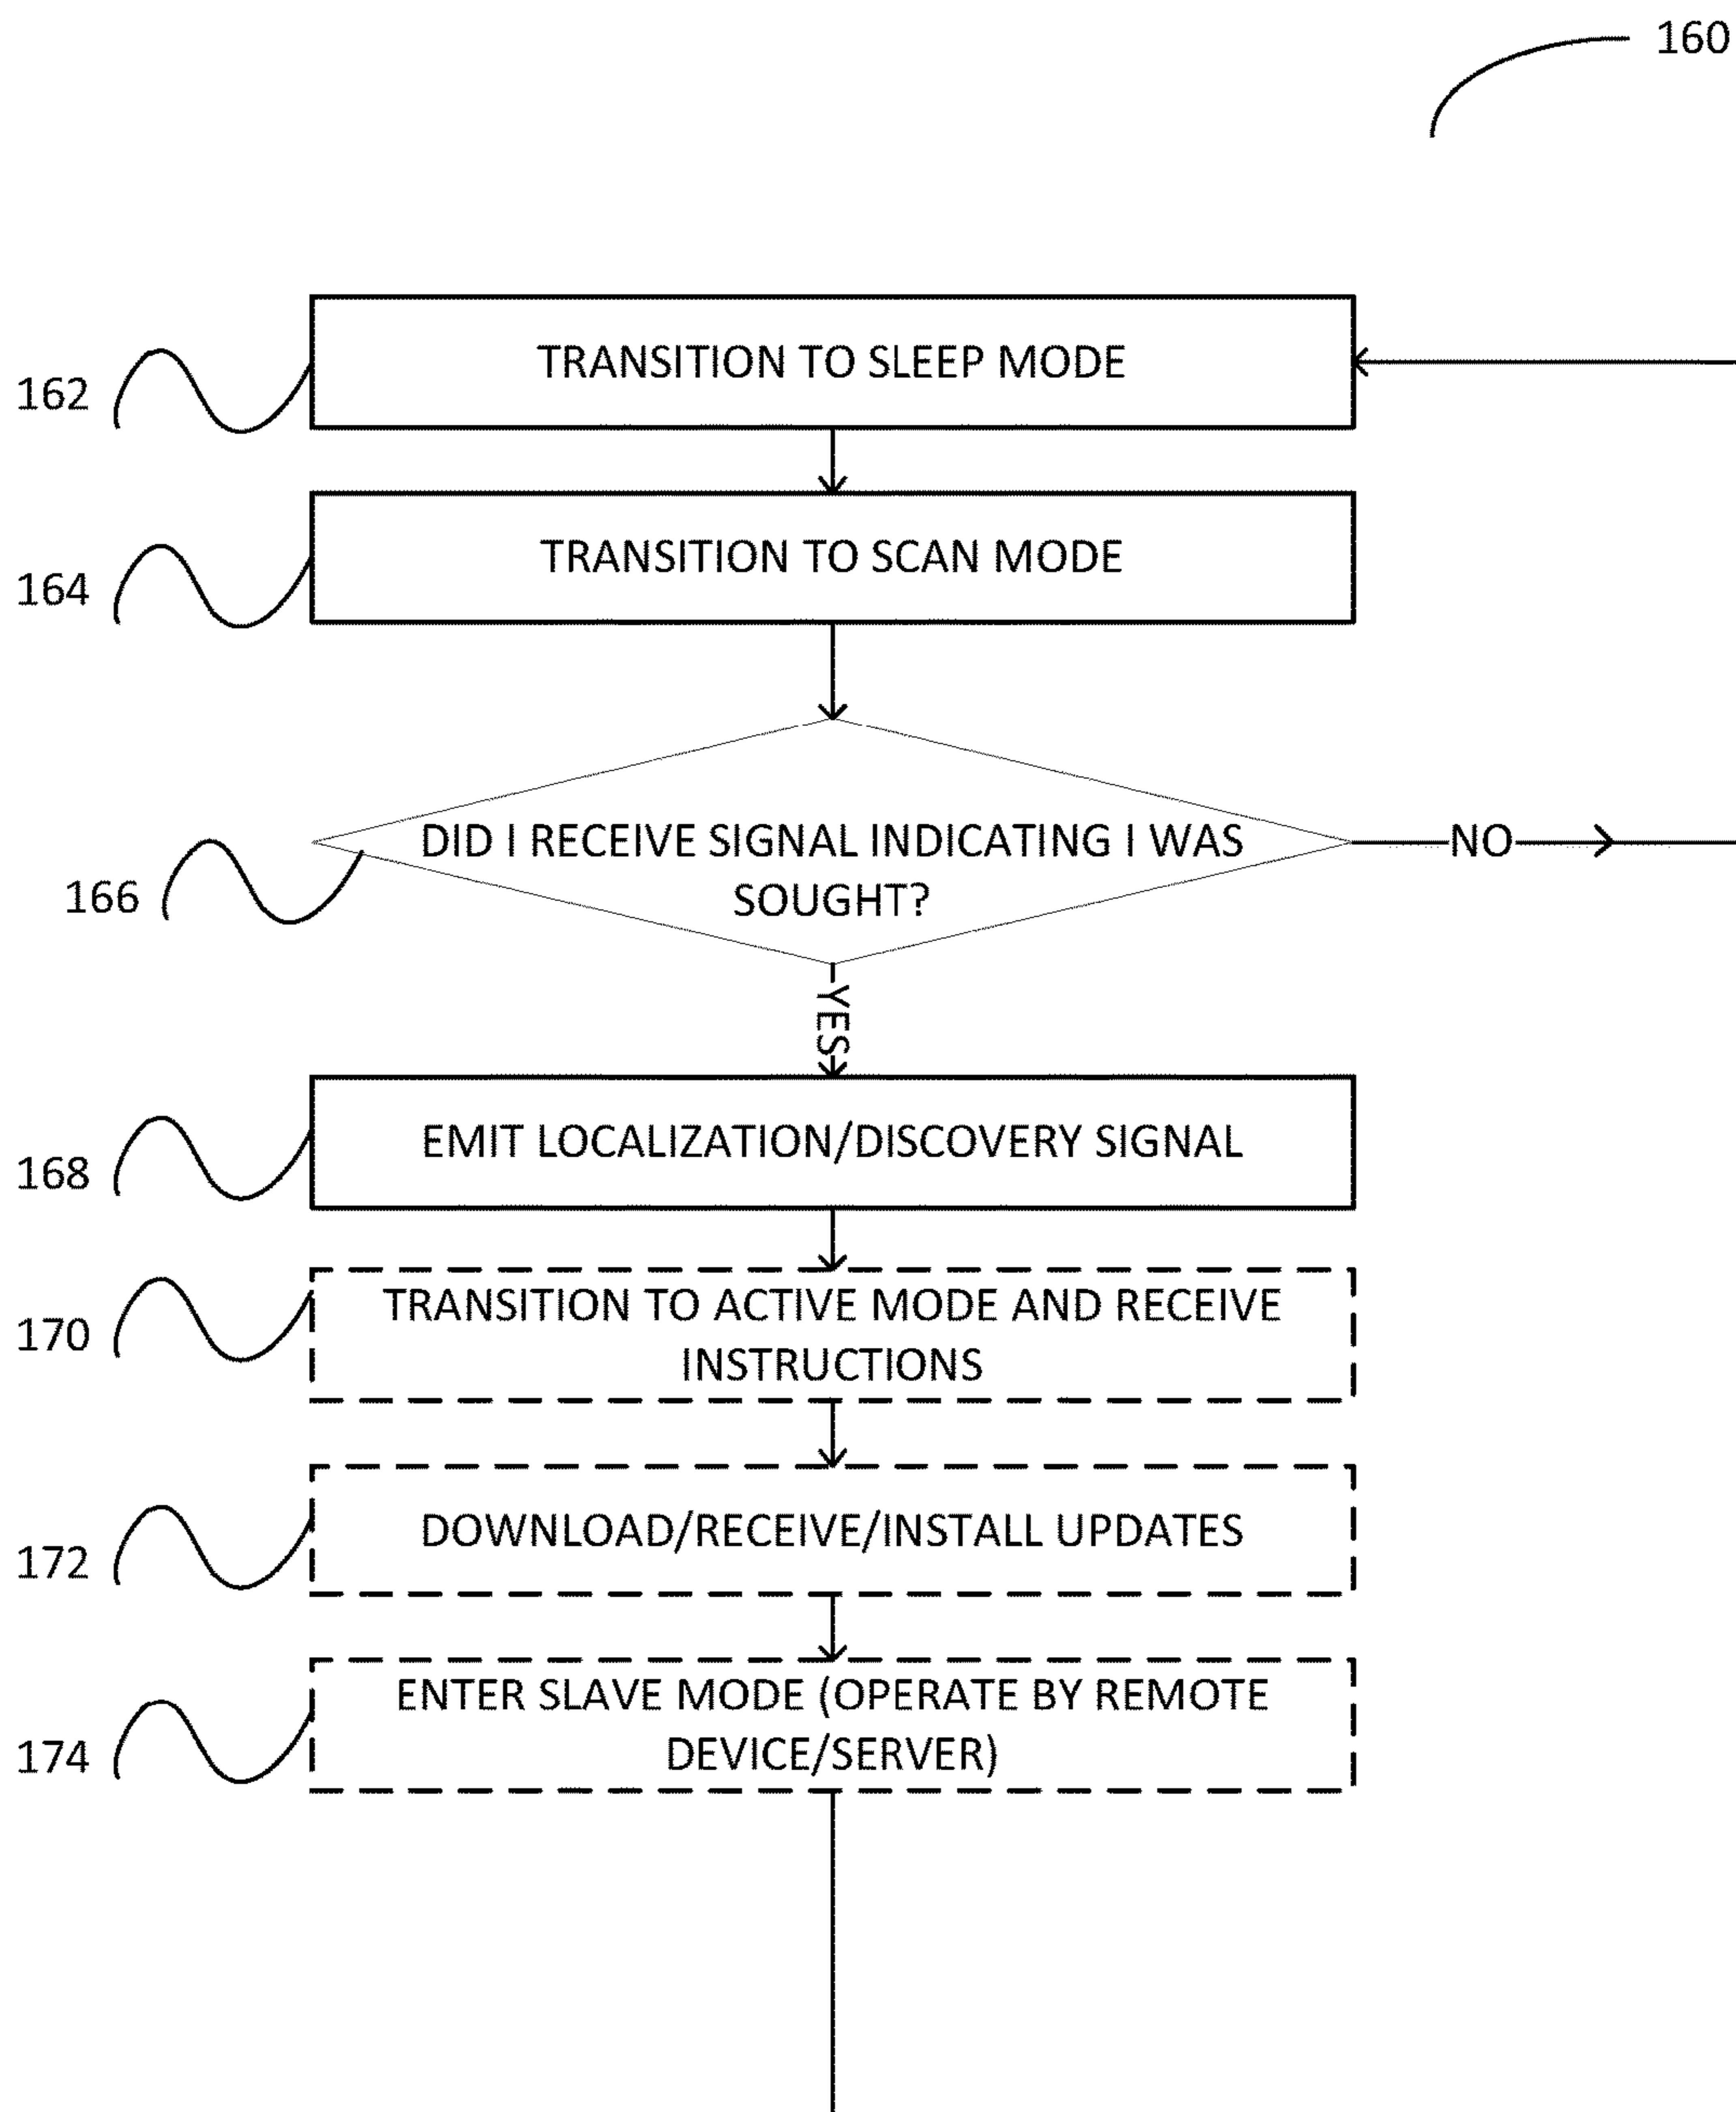 160
162
TRANSITION TO SLEEP MODE
164
TRANSITION TO SCAN MODE
166
DID I RECEIVE SIGNAL INDICATING I WAS
SOUGHT?
NO
YES
168
EMIT LOCALIZATION/DISCOVERY SIGNAL
170
TRANSITION TO ACTIVE MODE AND RECEIVE
INSTRUCTIONS
172
DOWNLOAD/RECEIVE/INSTALL UPDATES
174
ENTER SLAVE MODE (OPERATE BY REMOTE
DEVICE/SERVER)